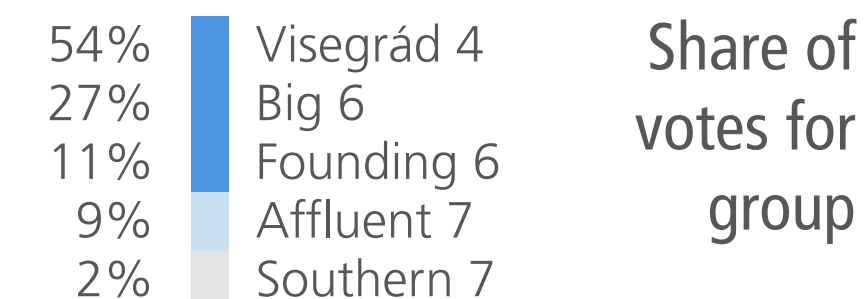 54% Visegrád 4
27% Big 6
11% Founding 6
9% Affluent 7
2% Southern 7
Share of
votes for
group